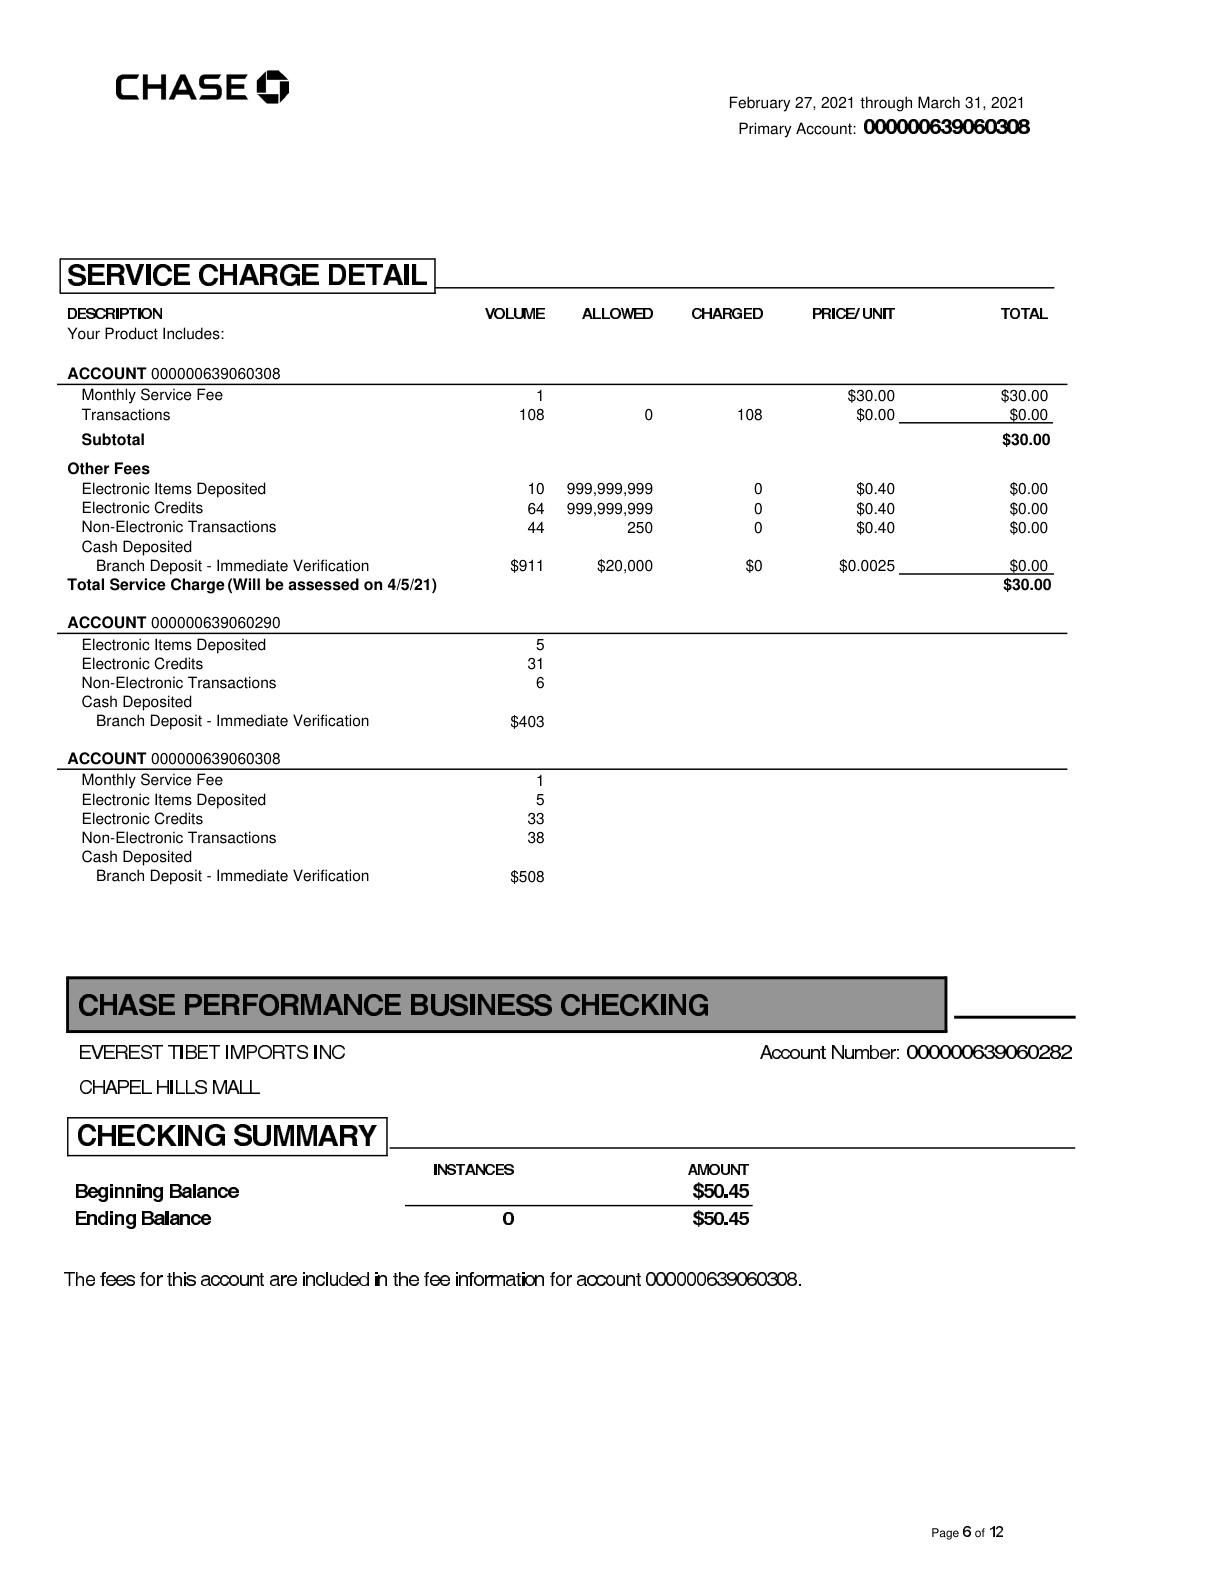 CHASE
February 27, 2021 through March 31, 2021
Primary Account: 000000639060308
SERVICE CHARGE DETAIL
DESCRIPTION VOLUME ALLOWED CHARGED PRICE/ UNIT TOTAL
Your Product Includes:
ACCOUNT 000000639060308
Monthly Service Fee 1 $30.00 $30.00
Transactions 108 0 108 $0.00 $0.00
Subtotal $30.00
Other Fees
Electronic Items Deposited 10 999,999,999 0 $0.40 $0.00
Electronic Credits 64 999,999,999 0 $0.40 $0.00
Non-Electronic Transactions 44 250 0 $0.40 $0.00
Cash Deposited
Branch Deposit - Immediate Verification $911 $20,000 $0 $0.0025 $0.00
Total Service Charge (Will be assessed on 4/5/21) $30.00
ACCOUNT 000000639060290
Electronic Items Deposited 5
Electronic Credits 31
Non-Electronic Transactions 6
Cash Deposited
Branch Deposit - Immediate Verification $403
ACCOUNT 000000639060308
Monthly Service Fee 1
Electronic Items Deposited 5
Electronic Credits 33
Non-Electronic Transactions 38
Cash Deposited
Branch Deposit - Immediate Verification $508
CHASE PERFORMANCE BUSINESS CHECKING
EVEREST TIBET IMPORTS INC Account Number: 000000639060282
CHAPEL HILLS MALL
CHECKING SUMMARY
INSTANCES AMOUNT
Beginning Balance $50.45
Ending Balance 0 $50.45
The fees for this account are included in the fee information for account 000000639060308.
Page 6 of 12